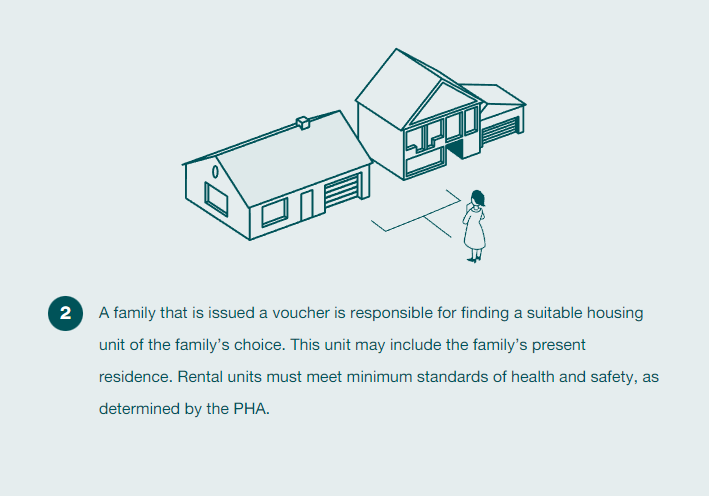 2
A family that is issued a voucher is responsible for finding a suitable housing
unit of the family’s choice. This unit may include the family’s present
residence. Rental units must meet minimum standards of health and safety, as
determined by the PHA.